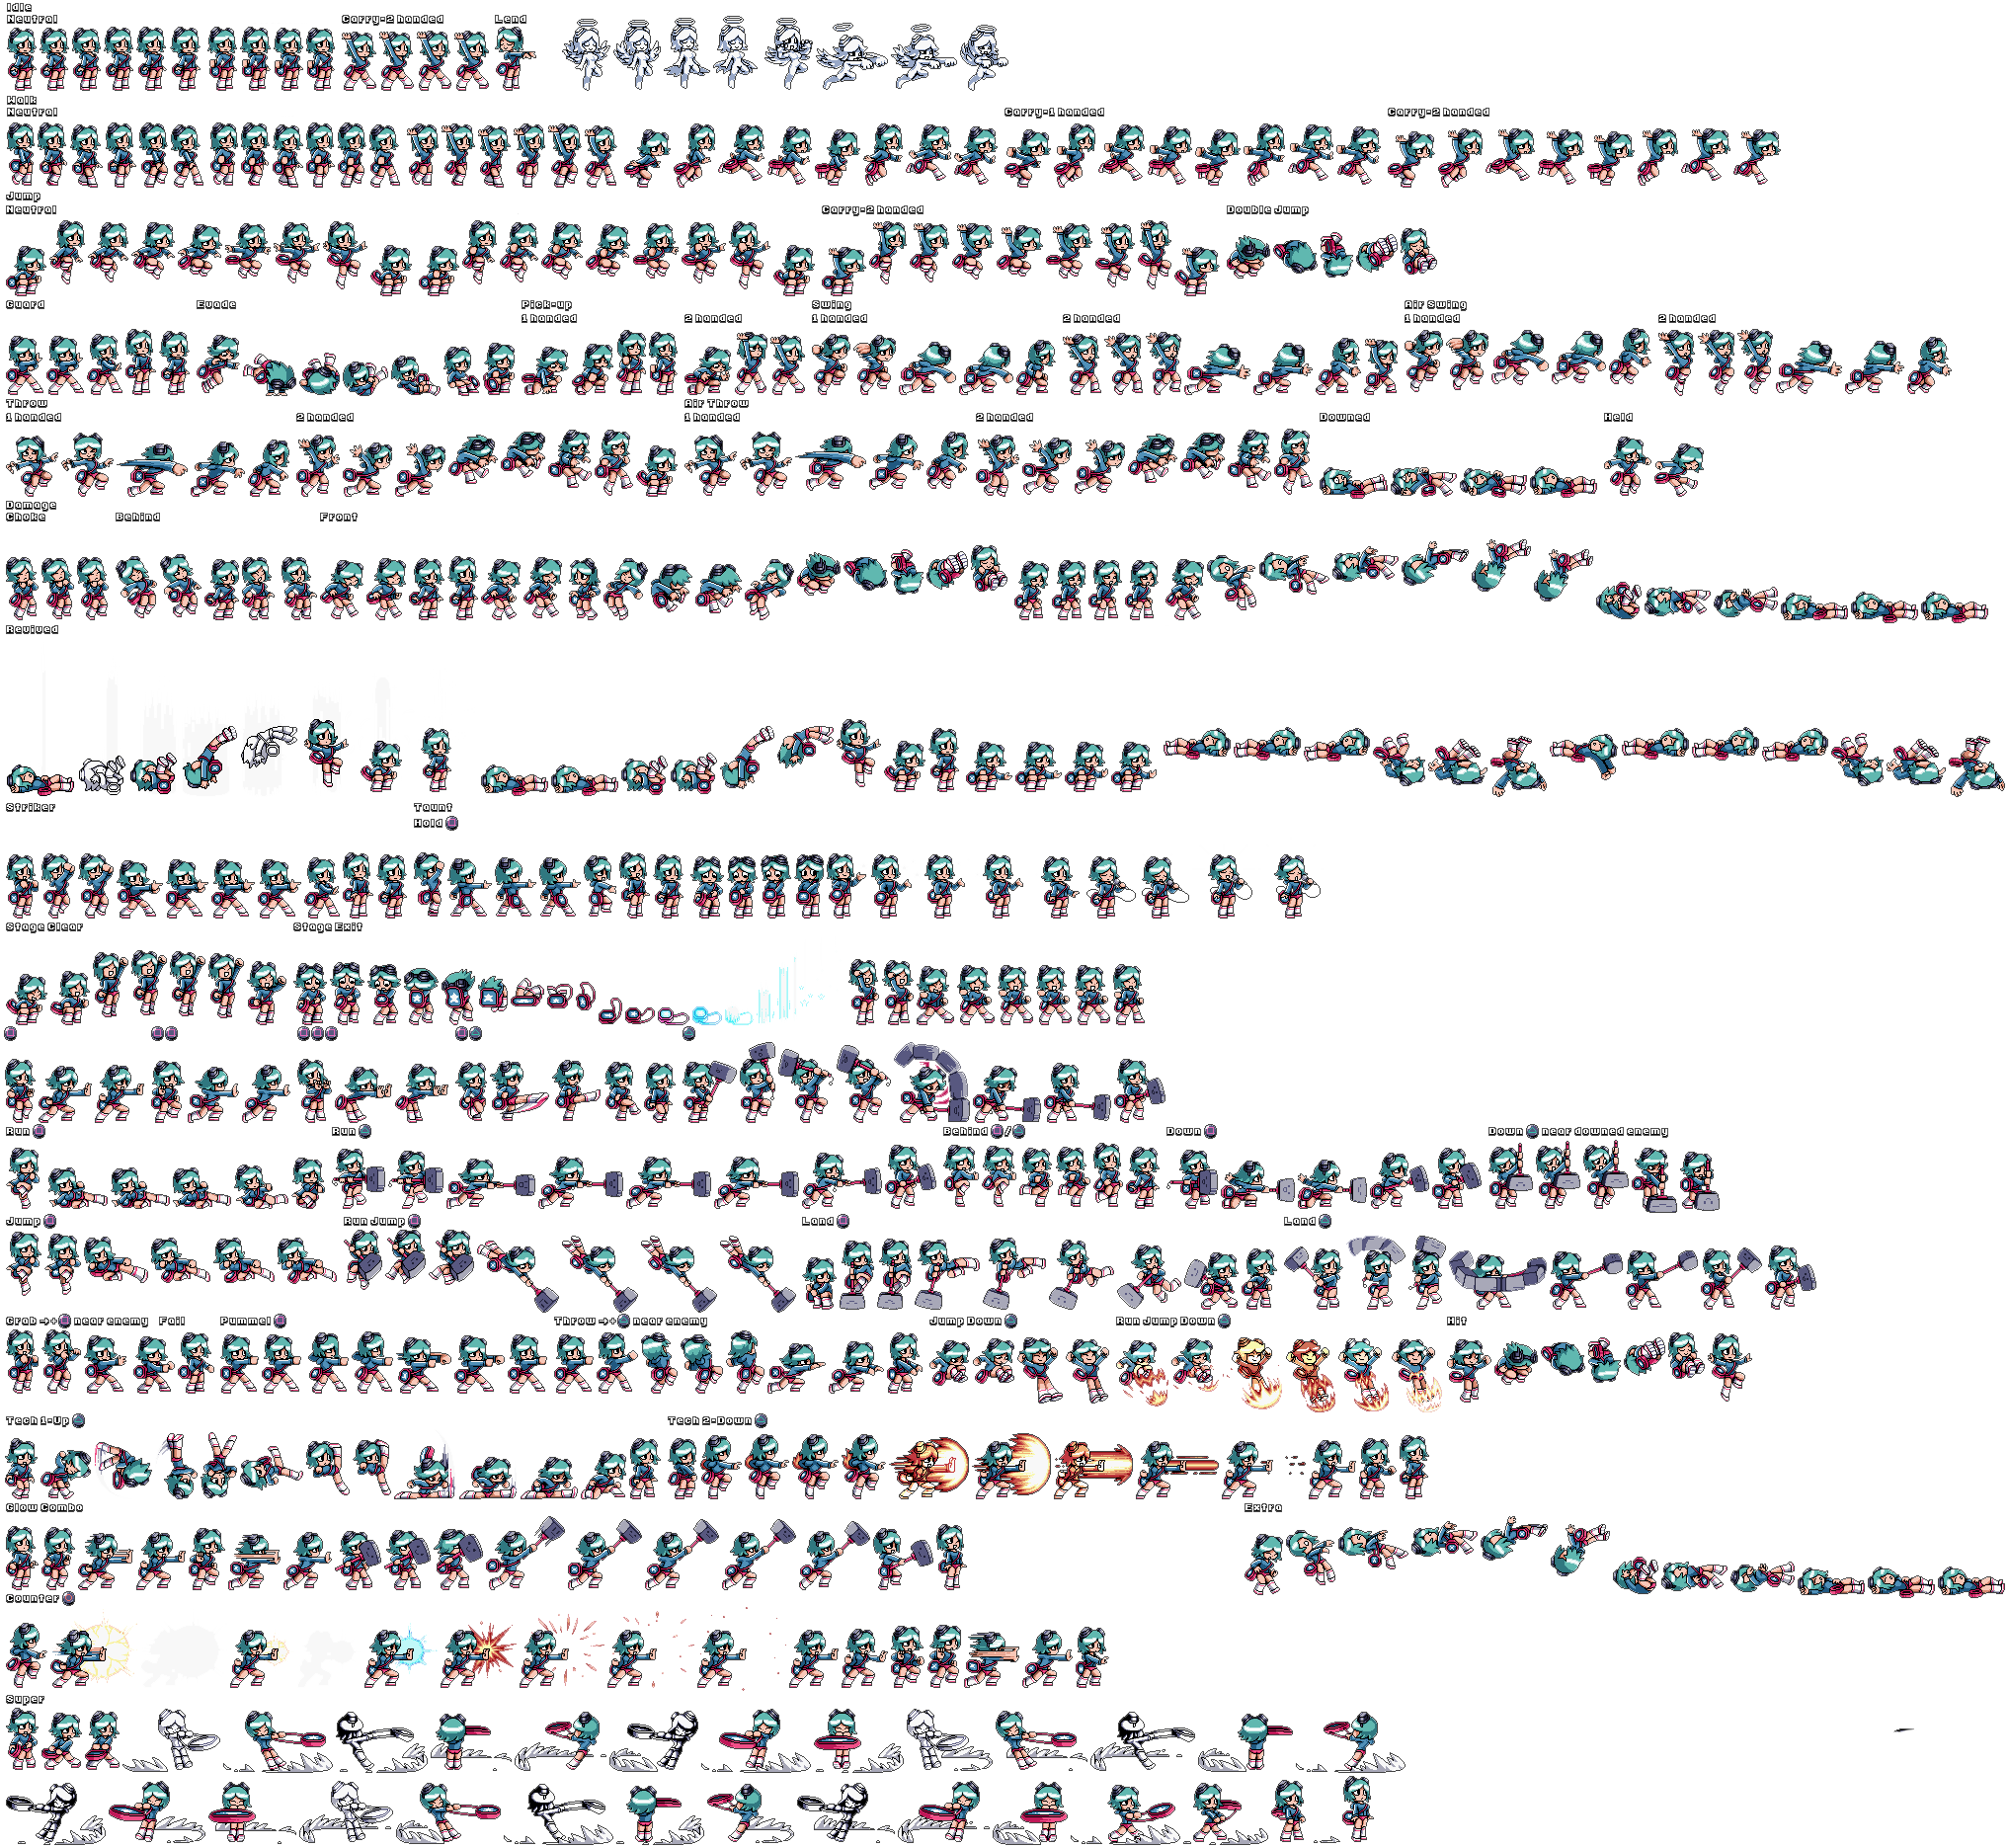 Idle
Neutral Carry-2 handed Lend
Walk
Neutral Carry-1 handed Carry-2 handed
Jump
Neutral Carry-2 handed Double Jump
Guard Evade Pick-up Swing Air Swing
1 handed 2 handed 1 handed 2 handed 1 handed 2 handed
Throw Air Throw
1 handed 2 handed 1 handed 2 handed Downed Held
Damage
Choke Behind Front
Revived
Striker Taunt
Hold
Stage Clear Stage Exit
Run Run Behind / Down Down near downed enemy
Jump Run Jump Land Land
Grab →+ near enemy Fail Pummel Throw →+ near enemy Jump Down Run Jump Down Hit
Tech 1-Up Tech 2-Down
Glow Combo Extra
Counter
Super